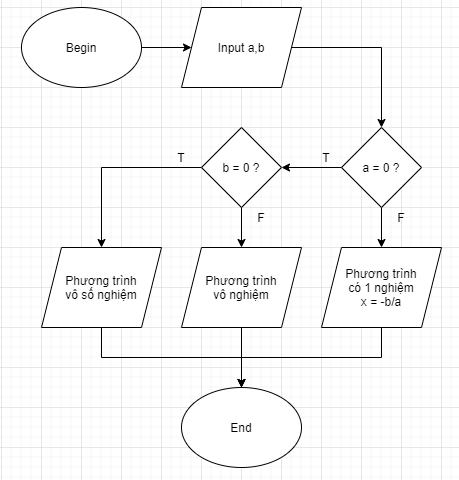 Begin
Input a,b
T
b = 0 ?
T
a = 0 ?
F
F
Phương trình
vô số nghiệm
Phương trình
vô nghiệm
Phương trình
có 1 nghiệm
x = -b/a
End